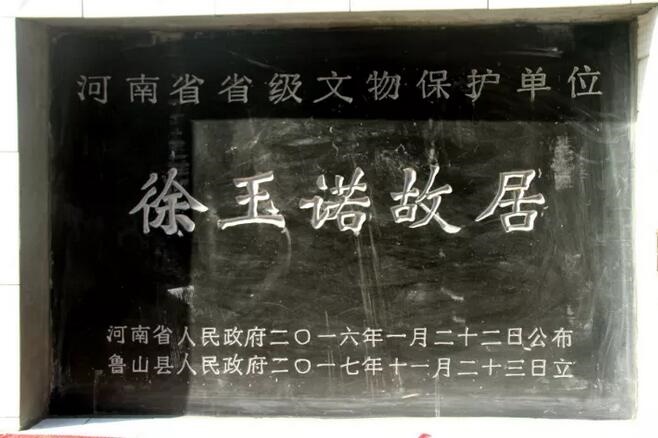 河南省省级文物保护单位
徐玉诺故居
河南省人民政府二〇一六年一月二十二日公布
鲁山县人民政府二〇一七年十一月二十三日立